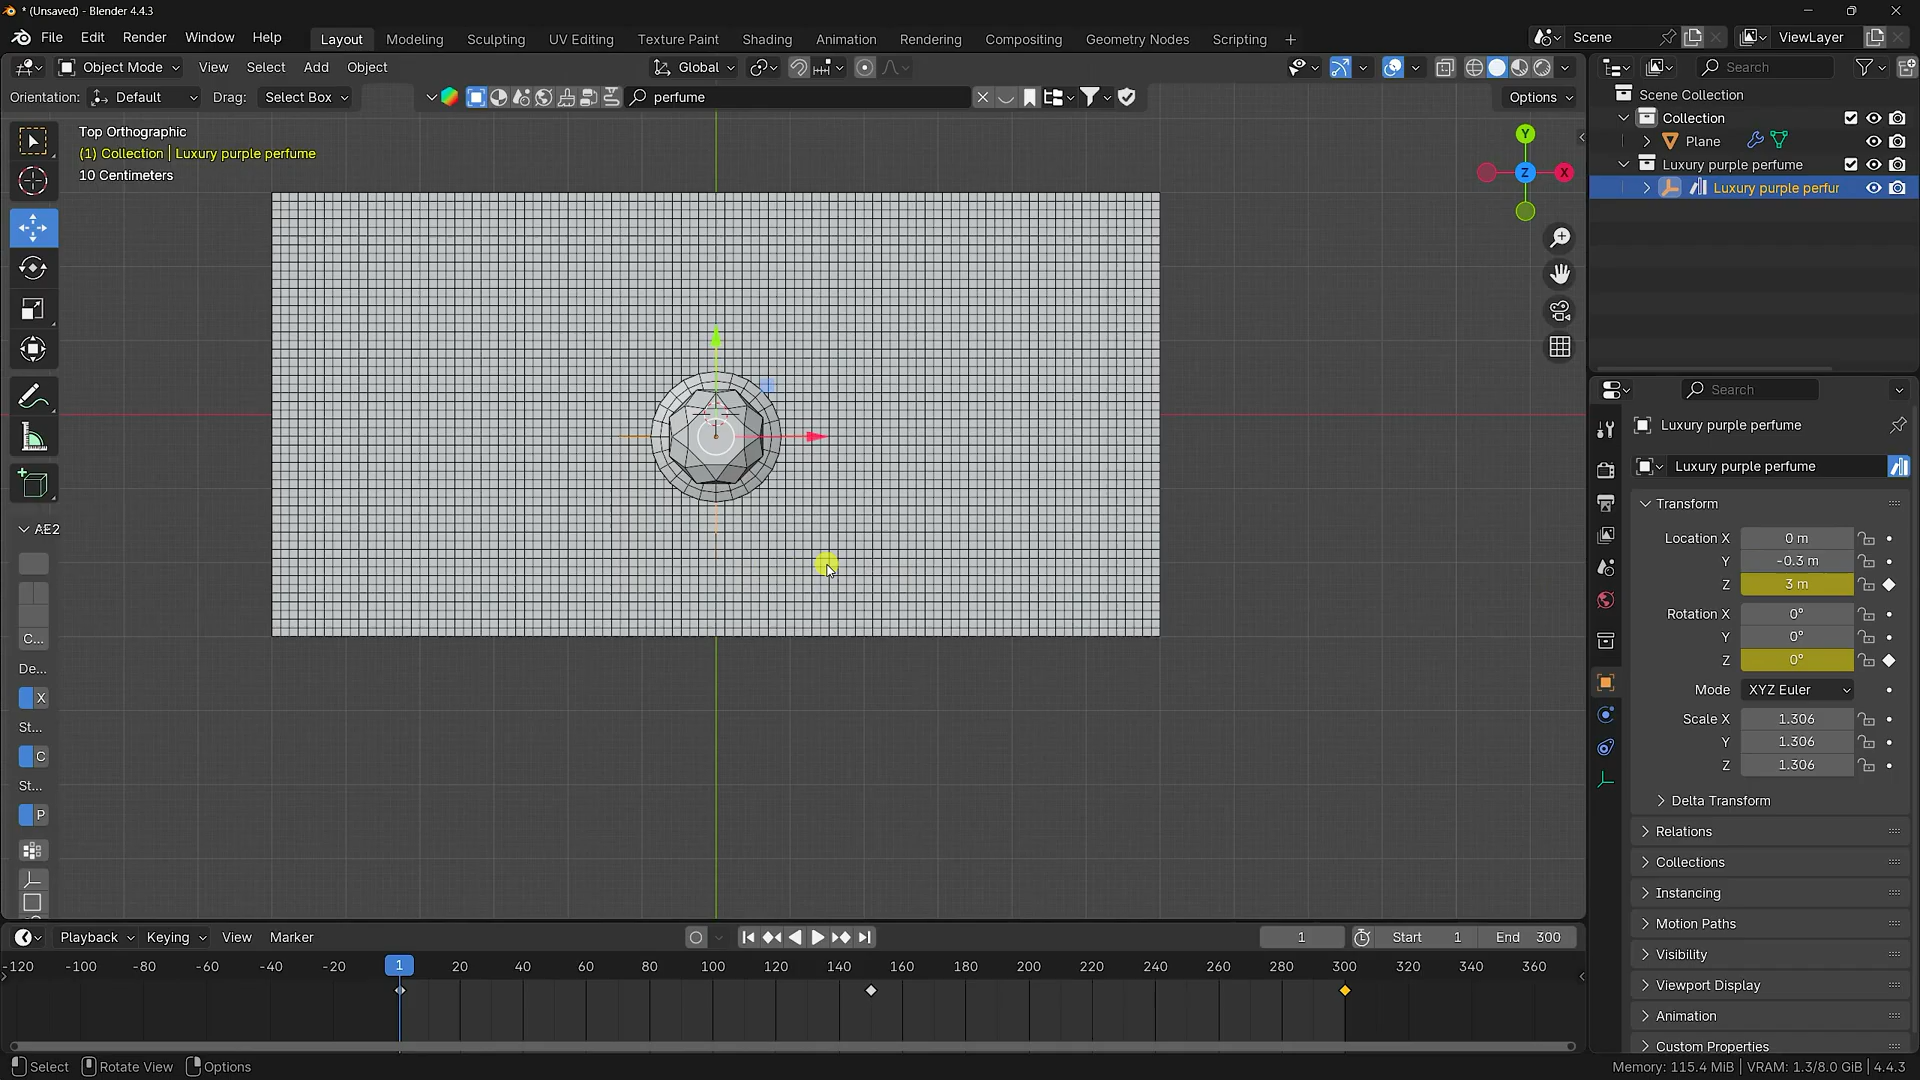 * (Unsaved) - Blender 4.4.3
File Edit Render Window Help
Layout Modeling Sculpting UV Editing Texture Paint Shading Animation Rendering Compositing Geometry Nodes Scripting
Scene
ViewLayer
Object Mode View Select Add Object
Global
Search
Orientation: Default Drag: Select Box
perfume
Options
Top Orthographic
(1) Collection | Luxury purple perfume
10 Centimeters
Y
Z
X
Scene Collection
Collection
Plane
Luxury purple perfume
Luxury purple perfur
Search
Luxury purple perfume
Luxury purple perfume
Transform
Location X 0 m
Y -0.3 m
Z 3 m
Rotation X 0°
Y 0°
Z 0°
Mode XYZ Euler
Scale X 1.306
Y 1.306
Z 1.306
Delta Transform
Relations
Collections
Instancing
Motion Paths
Visibility
Viewport Display
Animation
Custom Properties
AE2
C...
De...
X
St...
C
St...
P
Playback Keying View Marker
1
Start 1
End 300
-120 -100 -80 -60 -40 -20 1 20 40 60 80 100 120 140 160 180 200 220 240 260 280 300 320 340 360
Select Rotate View Options
Memory: 115.4 MiB | VRAM: 1.3/8.0 GiB | 4.4.3